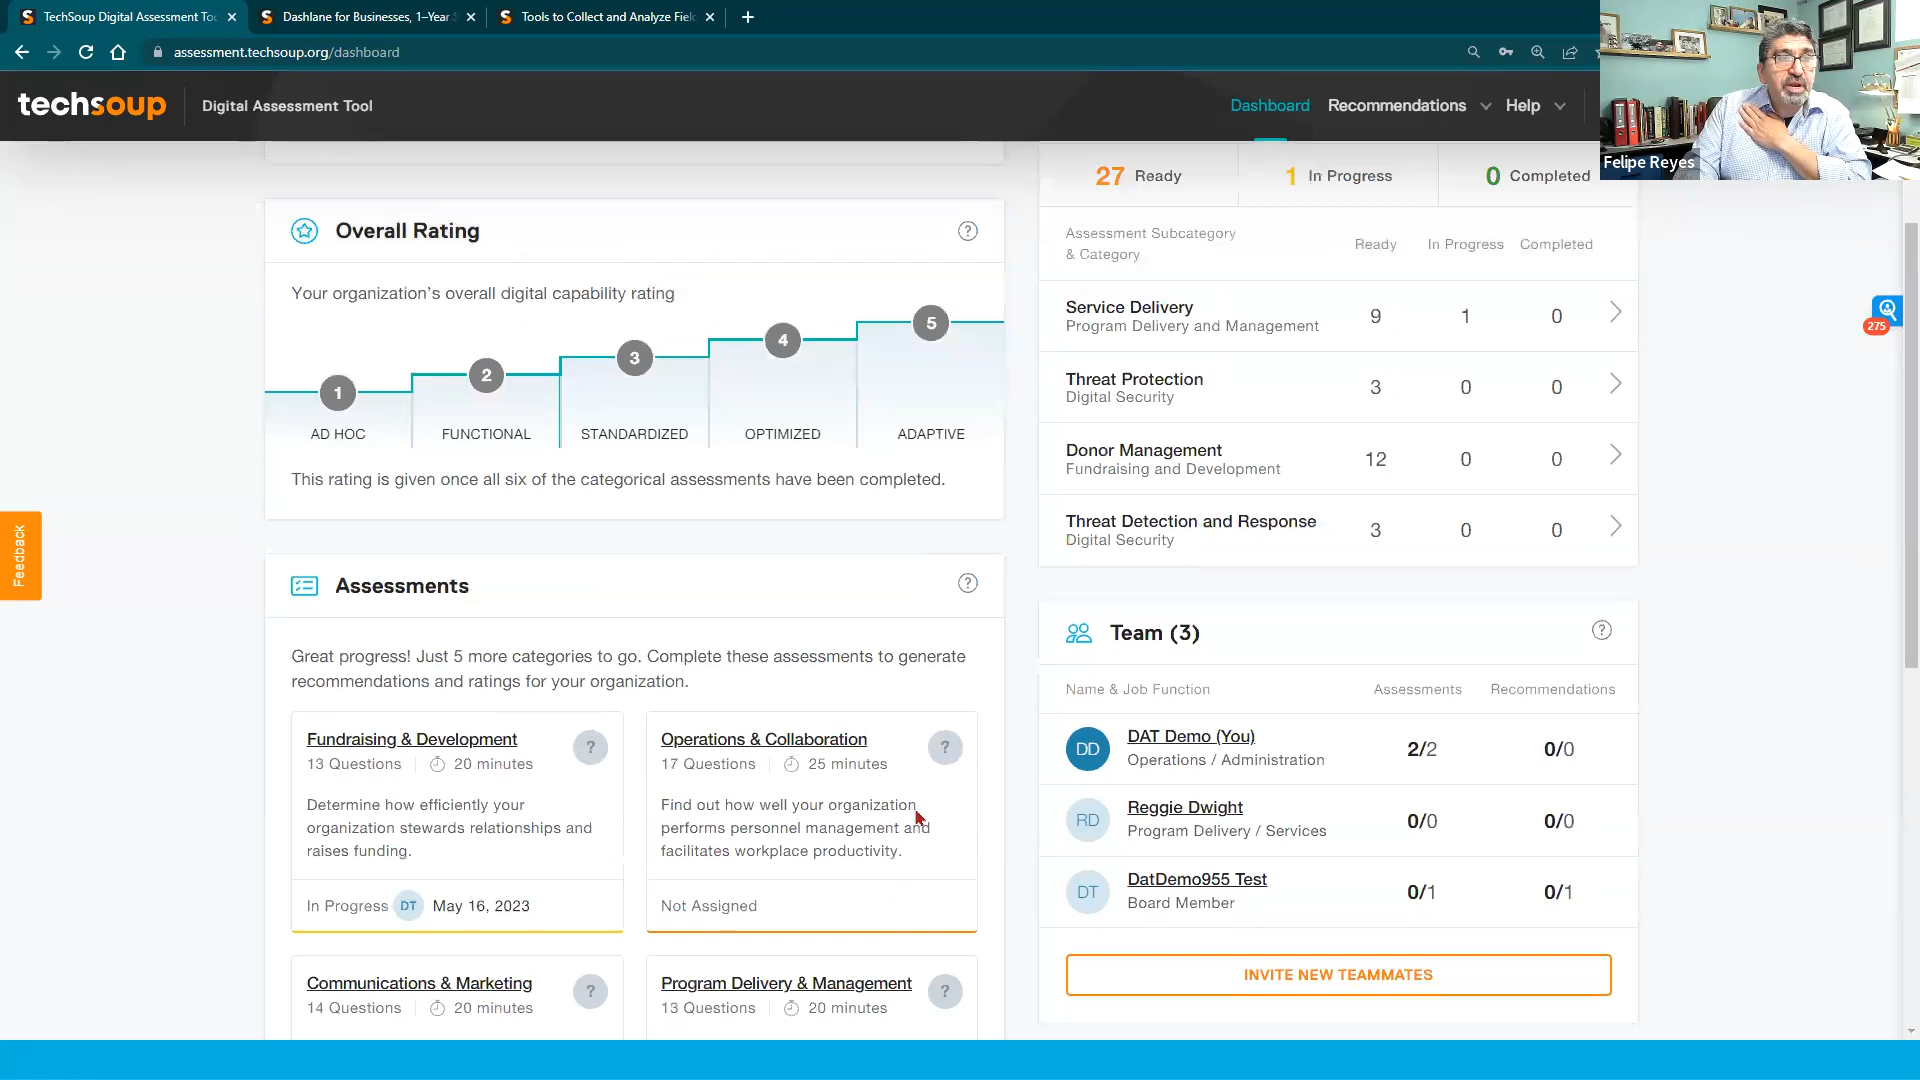 TechSoup Digital Assessment Too
Dashlane for Businesses, 1–Year
Tools to Collect and Analyze Fiel
assessment.techsoup.org/dashboard
techsoup
Digital Assessment Tool
Dashboard
Recommendations
Help
Felipe Reyes
27 Ready
1 In Progress
0 Completed
Overall Rating
?
Your organization's overall digital capability rating
1
2
3
4
5
AD HOC
FUNCTIONAL
STANDARDIZED
OPTIMIZED
ADAPTIVE
This rating is given once all six of the categorical assessments have been completed.
Assessment Subcategory
& Category
Ready
In Progress
Completed
Service Delivery
Program Delivery and Management
9
1
0
Threat Protection
Digital Security
3
0
0
Donor Management
Fundraising and Development
12
0
0
Threat Detection and Response
Digital Security
3
0
0
275
Feedback
Assessments
?
Great progress! Just 5 more categories to go. Complete these assessments to generate
recommendations and ratings for your organization.
Fundraising & Development
?
13 Questions
20 minutes
Determine how efficiently your
organization stewards relationships and
raises funding.
In Progress DT May 16, 2023
Operations & Collaboration
?
17 Questions
25 minutes
Find out how well your organization
performs personnel management and
facilitates workplace productivity.
Not Assigned
Communications & Marketing
?
14 Questions
20 minutes
Program Delivery & Management
?
13 Questions
20 minutes
Team (3)
?
Name & Job Function
Assessments
Recommendations
DD
DAT Demo (You)
Operations / Administration
2/2
0/0
RD
Reggie Dwight
Program Delivery / Services
0/0
0/0
DT
DatDemo955 Test
Board Member
0/1
0/1
INVITE NEW TEAMMATES